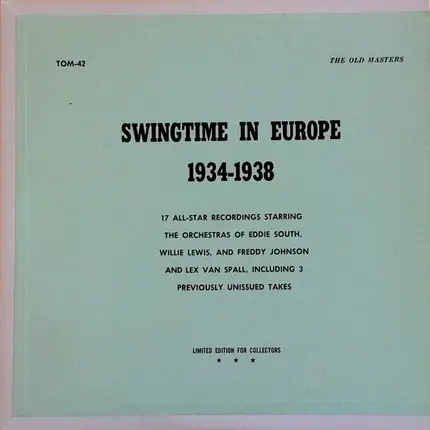 TOM-42
THE OLD MASTERS
SWINGTIME IN EUROPE
1934-1938
17 ALL-STAR RECORDINGS STARRING
THE ORCHESTRAS OF EDDIE SOUTH,
WILLIE LEWIS, AND FREDDY JOHNSON
AND LEX VAN SPALL, INCLUDING 3
PREVIOUSLY UNISSUED TAKES
LIMITED EDITION FOR COLLECTORS
* * *